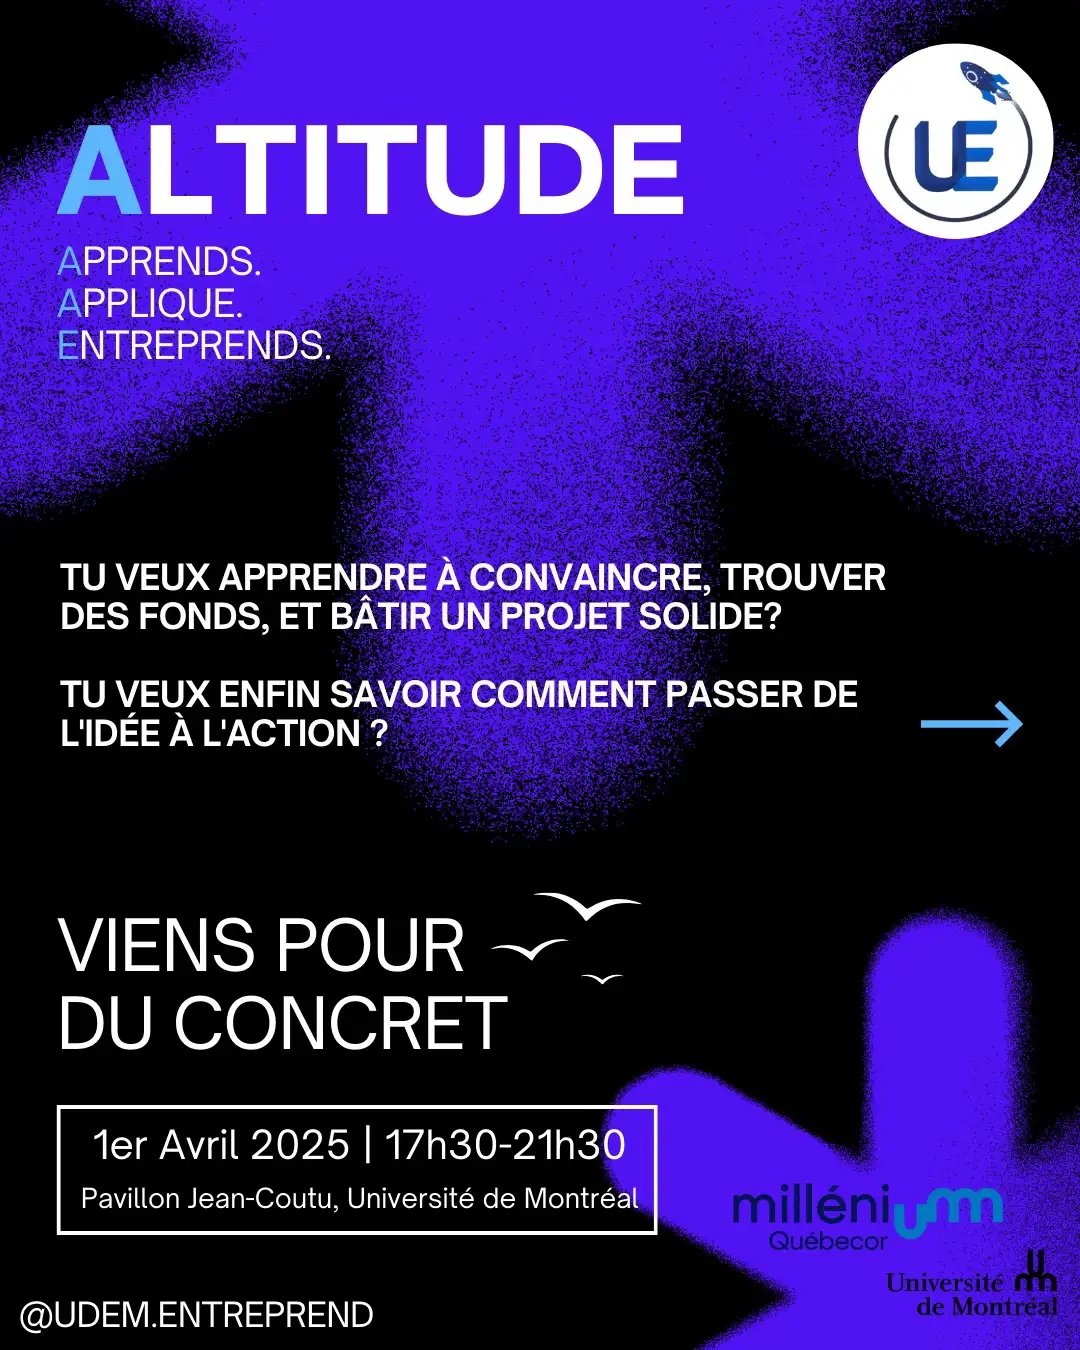 ALTITUDE
UE
APPRENDS.
APPLIQUE.
ENTREPRENDS.
TU VEUX APPRENDRE À CONVAINCRE, TROUVER
DES FONDS, ET BÂTIR UN PROJET SOLIDE?
TU VEUX ENFIN SAVOIR COMMENT PASSER DE
L'IDÉE À L'ACTION ?
VIENS POUR
DU CONCRET
1er Avril 2025 | 17h30-21h30
Pavillon Jean-Coutu, Université de Montréal
millénium
Québecor
Université
de Montréal
@UDEM.ENTREPREND